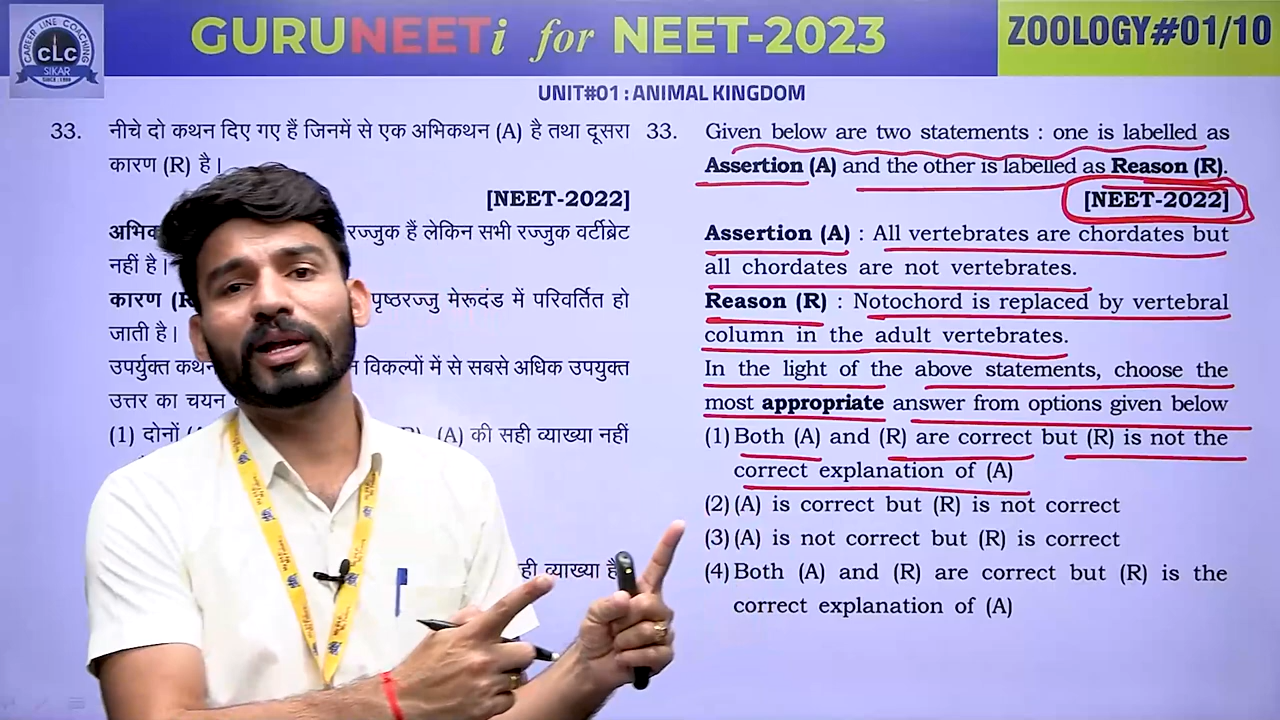 GURUNEETi for NEET-2023
ZOOLOGY#01/10
CAREER LINE COACHING
CLC
SIKAR
SINCE : 1996
UNIT#01 : ANIMAL KINGDOM
33. नीचे दो कथन दिए गए हैं जिनमें से एक अभिकथन (A) है तथा दूसरा
कारण (R) है।
[NEET-2022]
रज्जुक हैं लेकिन सभी रज्जुक वर्टीब्रेट
नहीं है।
पृष्ठरज्जु मेरूदंड में परिवर्तित हो
जाती है।
उपर्युक्त विकल्पों में से सबसे अधिक उपयुक्त
उत्तर का चयन
(1) दोनों (A) की सही व्याख्या नहीं
ही व्याख्या है
33. Given below are two statements : one is labelled as
Assertion (A) and the other is labelled as Reason (R).
[NEET-2022]
Assertion (A) : All vertebrates are chordates but
all chordates are not vertebrates.
Reason (R) : Notochord is replaced by vertebral
column in the adult vertebrates.
In the light of the above statements, choose the
most appropriate answer from options given below
(1) Both (A) and (R) are correct but (R) is not the
correct explanation of (A)
(2) (A) is correct but (R) is not correct
(3) (A) is not correct but (R) is correct
(4) Both (A) and (R) are correct but (R) is the
correct explanation of (A)